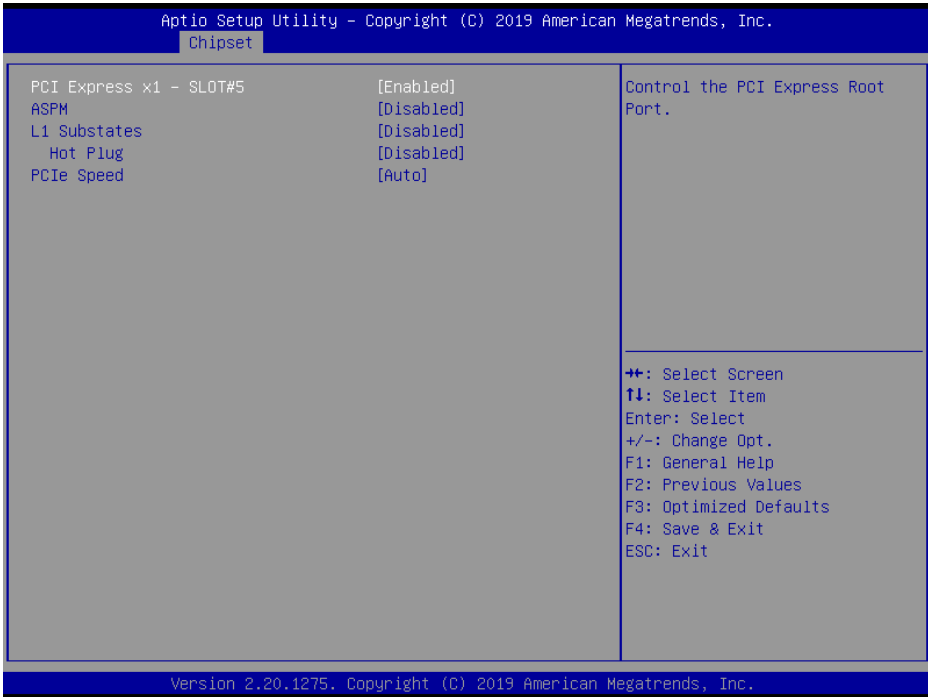 Aptio Setup Utility – Copyright (C) 2019 American Megatrends, Inc.
Chipset
PCI Express x1 – SLOT#5 [Enabled]
ASPM [Disabled]
L1 Substates [Disabled]
Hot Plug [Disabled]
PCIe Speed [Auto]
Control the PCI Express Root
Port.
→←: Select Screen
↑↓: Select Item
Enter: Select
+/-: Change Opt.
F1: General Help
F2: Previous Values
F3: Optimized Defaults
F4: Save & Exit
ESC: Exit
Version 2.20.1275. Copyright (C) 2019 American Megatrends, Inc.